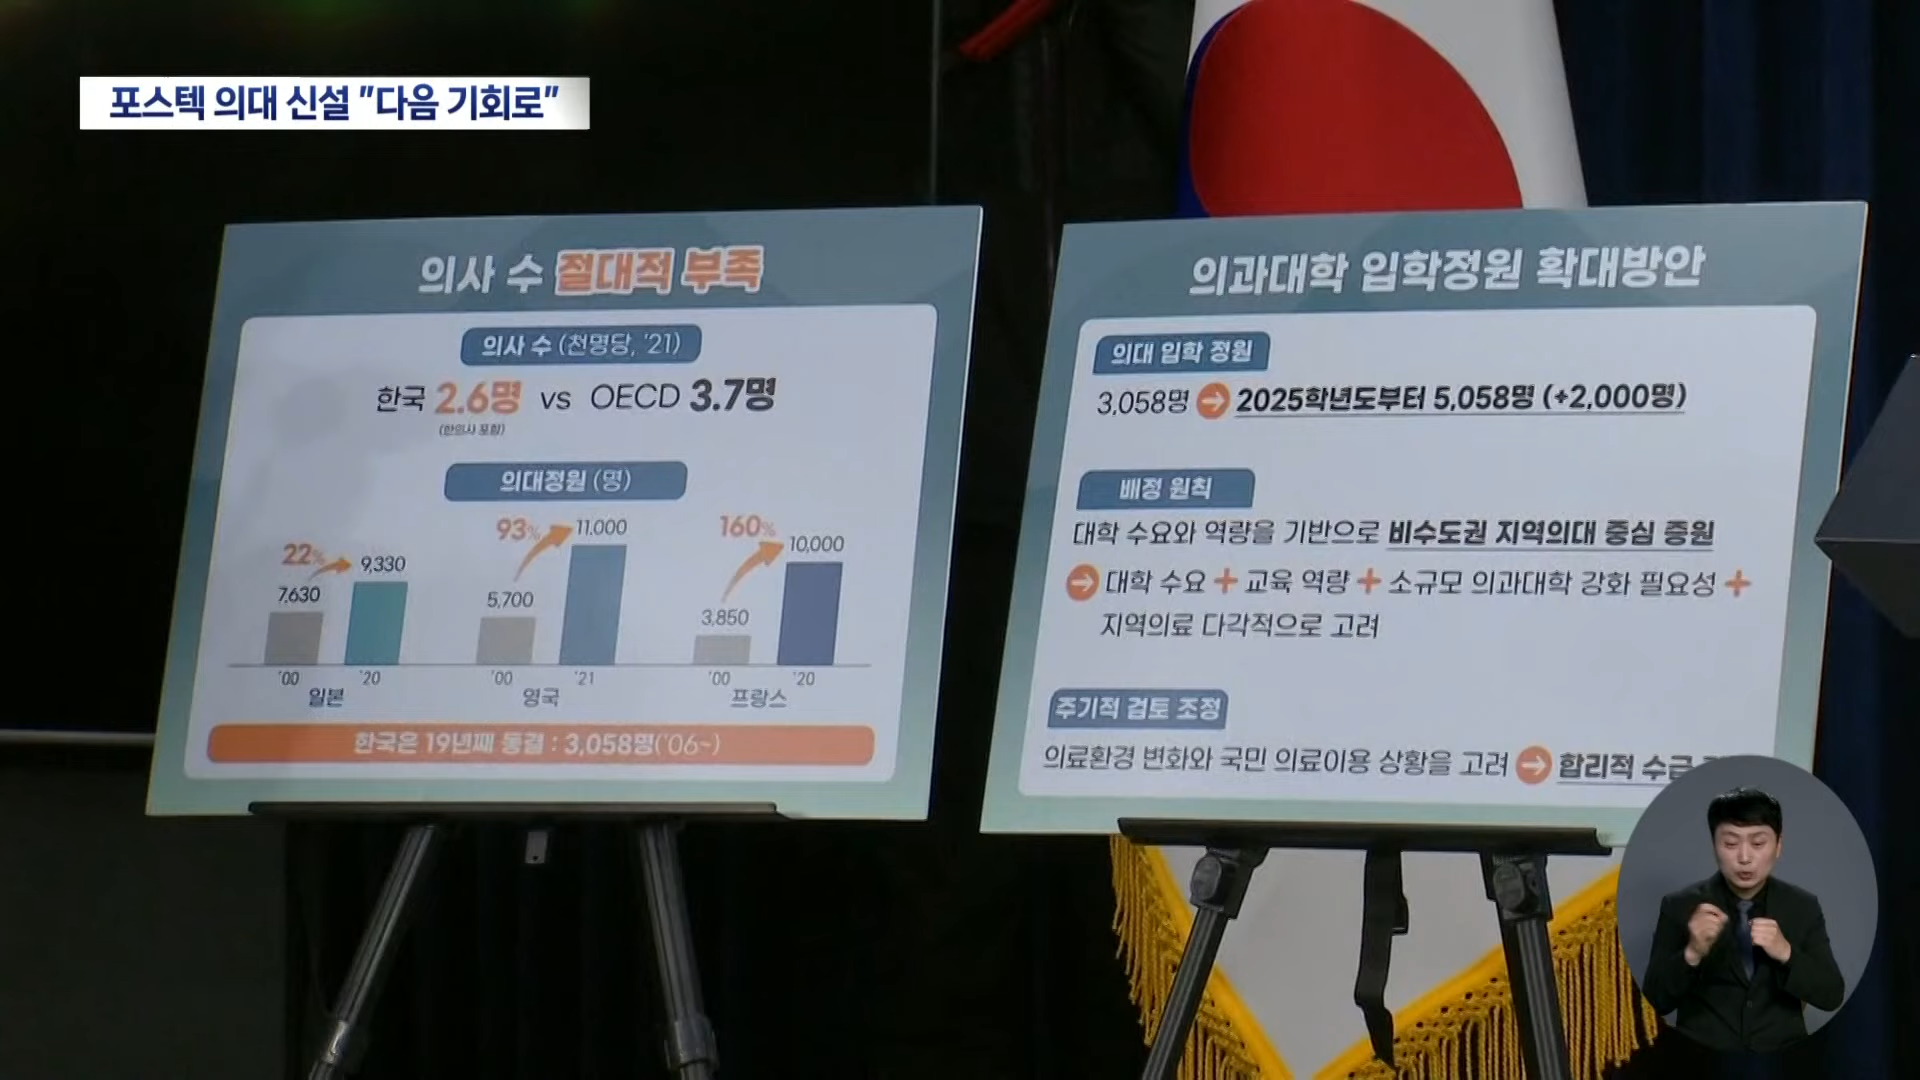 포스텍 의대 신설 "다음 기회로"
의사 수 절대적 부족
의사 수 (천명당, '21)
한국 2.6명 vs OECD 3.7명
(한의사 포함)
의대정원 (명)
22% 93% 160%
7,630 9,330 5,700 11,000 3,850 10,000
'00 '20 '00 '21 '00 '20
일본 영국 프랑스
한국은 19년째 동결 : 3,058명('06~)
의과대학 입학정원 확대방안
의대 입학 정원
3,058명 → 2025학년도부터 5,058명 (+2,000명)
배정 원칙
대학 수요와 역량을 기반으로 비수도권 지역의대 중심 증원
→ 대학 수요 + 교육 역량 + 소규모 의과대학 강화 필요성 +
지역의료 다각적으로 고려
주기적 검토 조정
의료환경 변화와 국민 의료이용 상황을 고려 → 합리적 수급